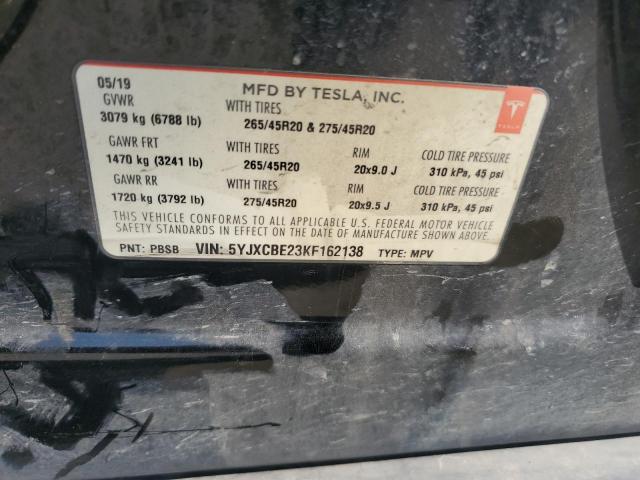 05/19 MFD BY TESLA, INC.
GVWR WITH TIRES
3079 kg (6788 lb) 265/45R20 & 275/45R20
GAWR FRT WITH TIRES RIM COLD TIRE PRESSURE
1470 kg (3241 lb) 265/45R20 20x9.0 J 310 kPa, 45 psi
GAWR RR WITH TIRES RIM COLD TIRE PRESSURE
1720 kg (3792 lb) 275/45R20 20x9.5 J 310 kPa, 45 psi
THIS VEHICLE CONFORMS TO ALL APPLICABLE U.S. FEDERAL MOTOR VEHICLE
SAFETY STANDARDS IN EFFECT ON THE DATE OF MANUFACTURE SHOWN ABOVE.
PNT: PBSB VIN: 5YJXCBE23KF162138 TYPE: MPV
TESLA